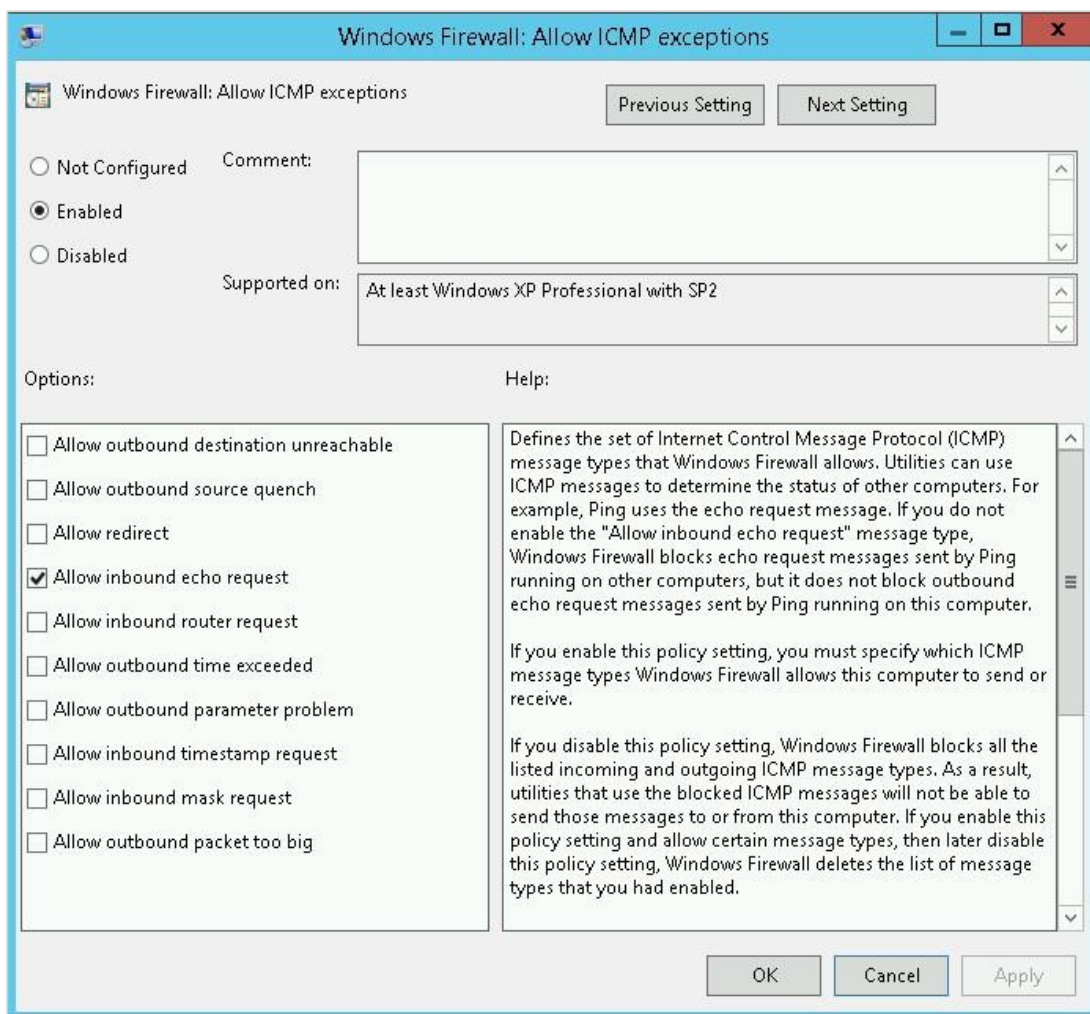 Windows Firewall: Allow ICMP exceptions
Windows Firewall: Allow ICMP exceptions
Previous Setting
Next Setting
Not Configured
Enabled
Disabled
Comment:
Supported on:
At least Windows XP Professional with SP2
Options:
Help:
Allow outbound destination unreachable
Allow outbound source quench
Allow redirect
Allow inbound echo request
Allow inbound router request
Allow outbound time exceeded
Allow outbound parameter problem
Allow inbound timestamp request
Allow inbound mask request
Allow outbound packet too big
Defines the set of Internet Control Message Protocol (ICMP)
message types that Windows Firewall allows. Utilities can use
ICMP messages to determine the status of other computers. For
example, Ping uses the echo request message. If you do not
enable the "Allow inbound echo request" message type,
Windows Firewall blocks echo request messages sent by Ping
running on other computers, but it does not block outbound
echo request messages sent by Ping running on this computer.
If you enable this policy setting, you must specify which ICMP
message types Windows Firewall allows this computer to send or
receive.
If you disable this policy setting, Windows Firewall blocks all the
listed incoming and outgoing ICMP message types. As a result,
utilities that use the blocked ICMP messages will not be able to
send those messages to or from this computer. If you enable this
policy setting and allow certain message types, then later disable
this policy setting, Windows Firewall deletes the list of message
types that you had enabled.
OK
Cancel
Apply